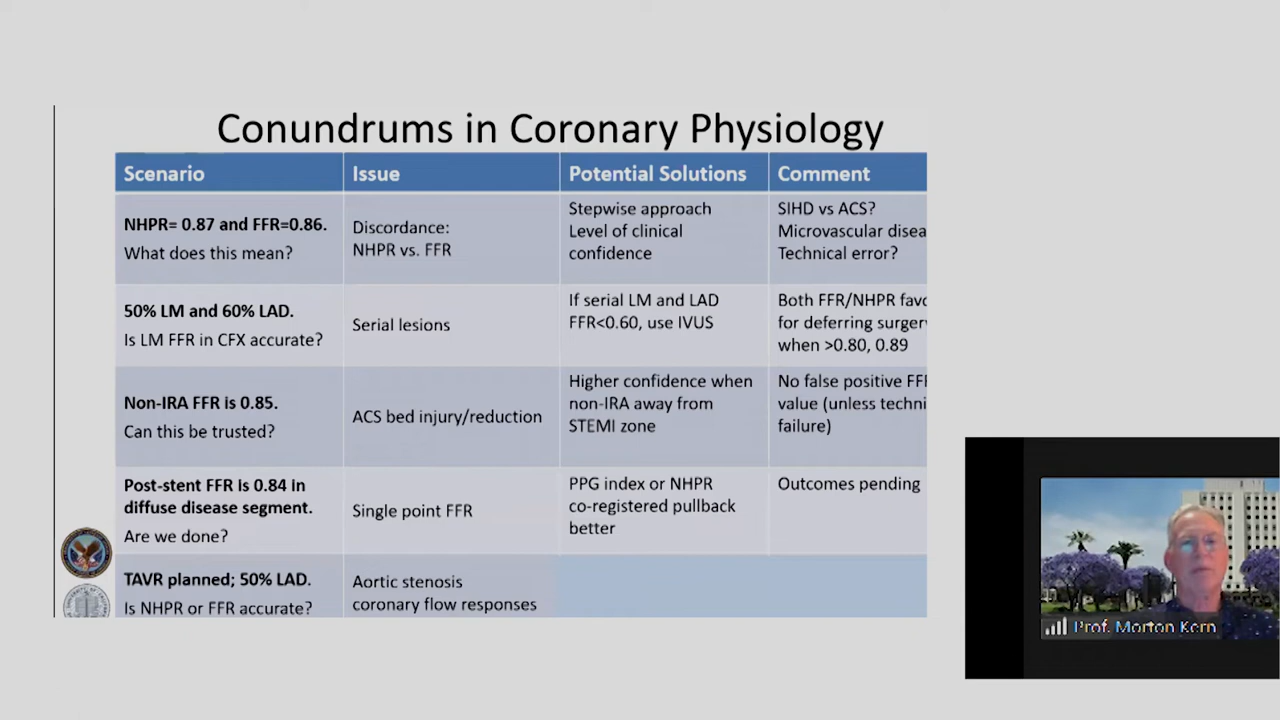 Conundrums in Coronary Physiology
Scenario
Issue
Potential Solutions
Comment
NHPR= 0.87 and FFR=0.86.
What does this mean?
Discordance:
NHPR vs. FFR
Stepwise approach
Level of clinical
confidence
SIHD vs ACS?
Microvascular disea
Technical error?
50% LM and 60% LAD.
Is LM FFR in CFX accurate?
Serial lesions
If serial LM and LAD
FFR<0.60, use IVUS
Both FFR/NHPR favo
for deferring surger
when >0.80, 0.89
Non-IRA FFR is 0.85.
Can this be trusted?
ACS bed injury/reduction
Higher confidence when
non-IRA away from
STEMI zone
No false positive FF
value (unless techni
failure)
Post-stent FFR is 0.84 in
diffuse disease segment.
Are we done?
Single point FFR
PPG index or NHPR
co-registered pullback
better
Outcomes pending
TAVR planned; 50% LAD.
Is NHPR or FFR accurate?
Aortic stenosis
coronary flow responses
Prof. Morton Kern